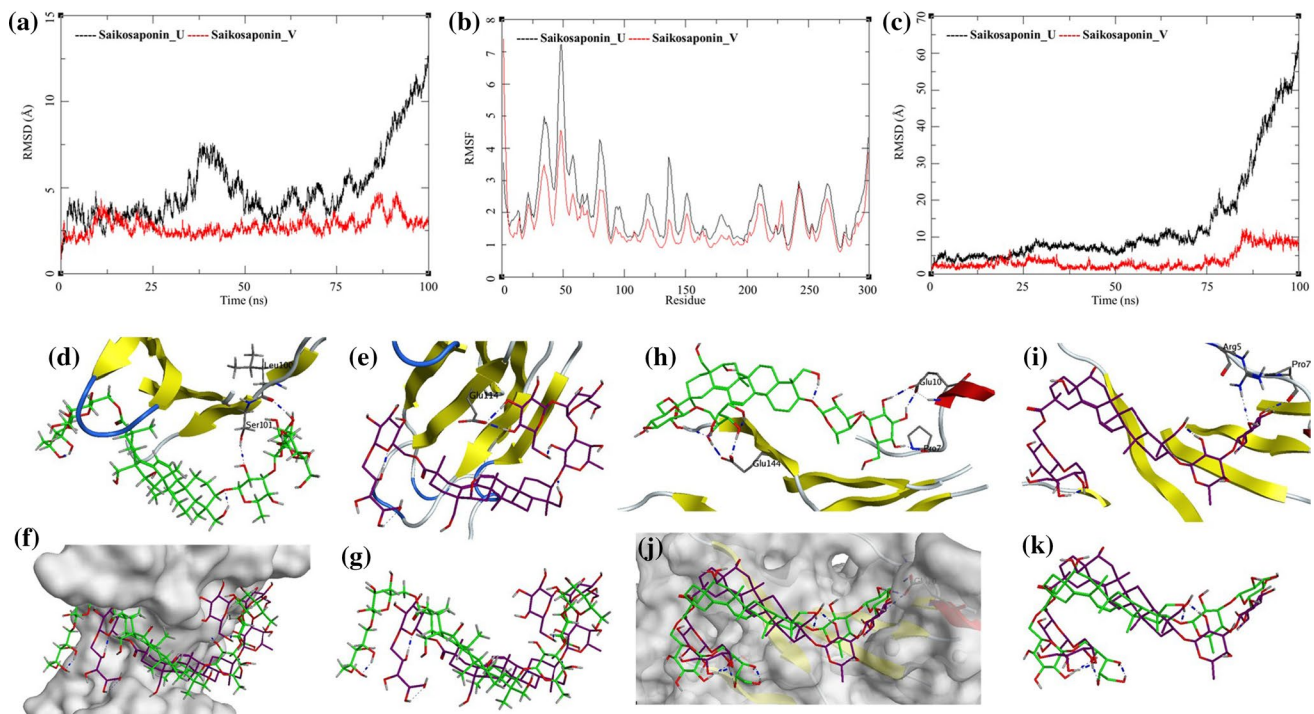 (a)
15
10
5
0
RMSD (Å)
Saikosaponin_U Saikosaponin_V
0 25 50 75 100
Time (ns)
(b)
8
7
6
5
4
3
2
1
0
RMSF
Saikosaponin_U Saikosaponin_V
0 50 100 150 200 250 300
Residue
(c)
70
60
50
40
30
20
10
0
RMSD (Å)
Saikosaponin_U Saikosaponin_V
0 25 50 75 100
Time (ns)
(d)
Ser101
(e)
Glu114
(h)
Glu10
Pro7
Glu144
(i)
Arg5
Pro7
(f)
(g)
(j)
(k)